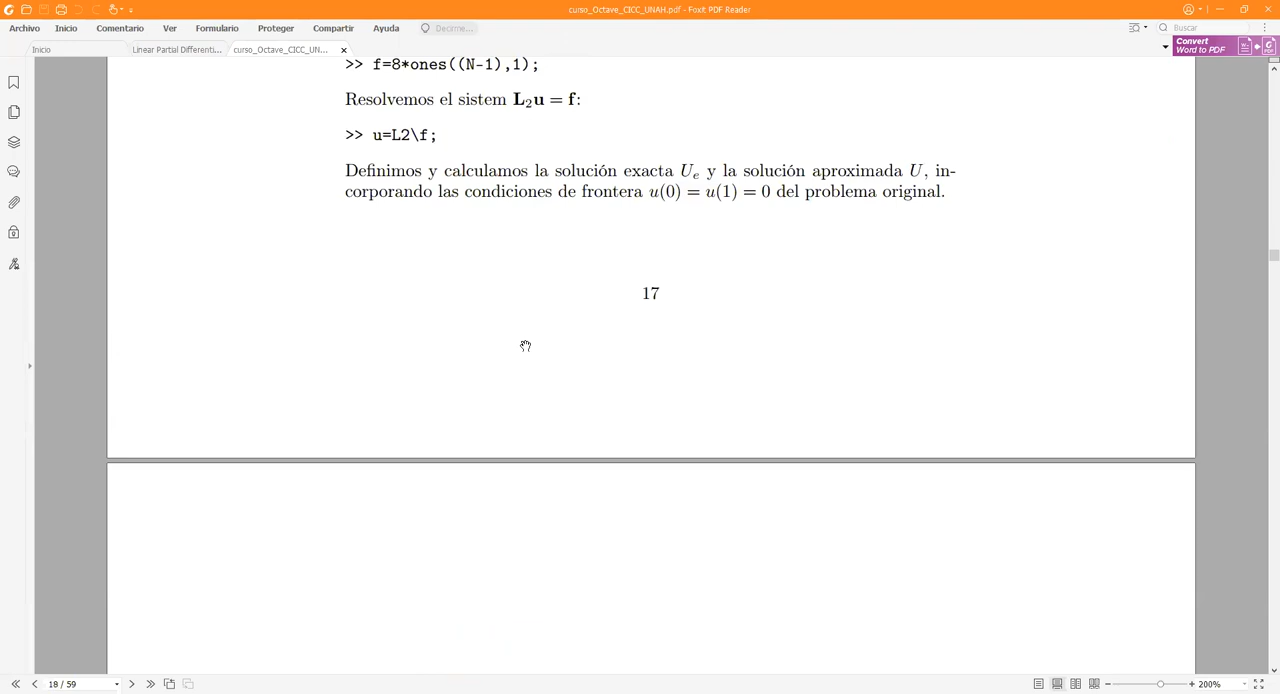 curso_Octave_CICC_UNAH.pdf - Foxit PDF Reader
Archivo Inicio Comentario Ver Formulario Proteger Compartir Ayuda Decirme... Buscar
Inicio Linear Partial Differenti... curso_Octave_CICC_UN...
Convert
Word to PDF
>> f=8*ones((N-1),1);
Resolvemos el sistem L₂u = f:
>> u=L2\f;
Definimos y calculamos la solución exacta Uₑ y la solución aproximada U, in-
corporando las condiciones de frontera u(0) = u(1) = 0 del problema original.
17
18 / 59 200%